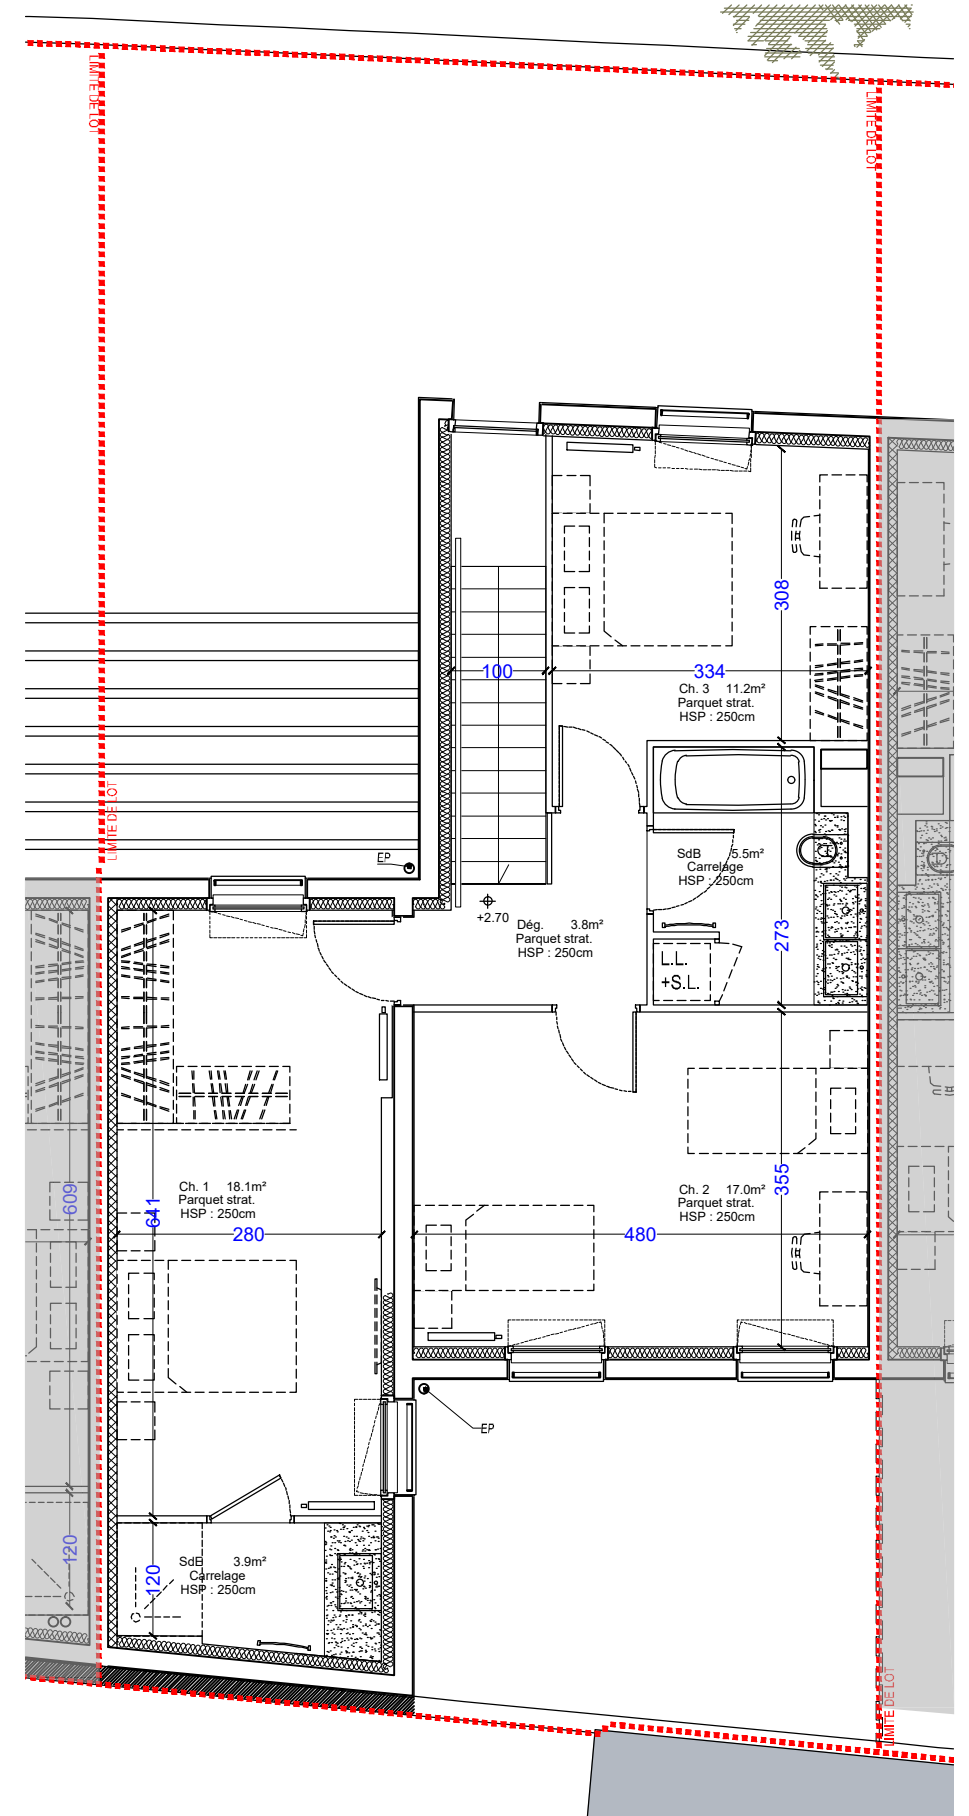 LIMITE DE LOT
LIMITE DE LOT
308
100
334
Ch. 3 11.2m²
Parquet strat.
HSP : 250cm
LIMITE DE LOT
EP
SdB 5.5m²
Carrelage
HSP : 250cm
+2.70
Dég. 3.8m²
Parquet strat.
HSP : 250cm
273
L.L.
+S.L.
609
641
Ch. 1 18.1m²
Parquet strat.
HSP : 250cm
280
Ch. 2 17.0m²
Parquet strat.
HSP : 250cm
355
480
EP
120
120
SdE 3.9m²
Carrelage
HSP : 250cm
LIMITE DE LOT